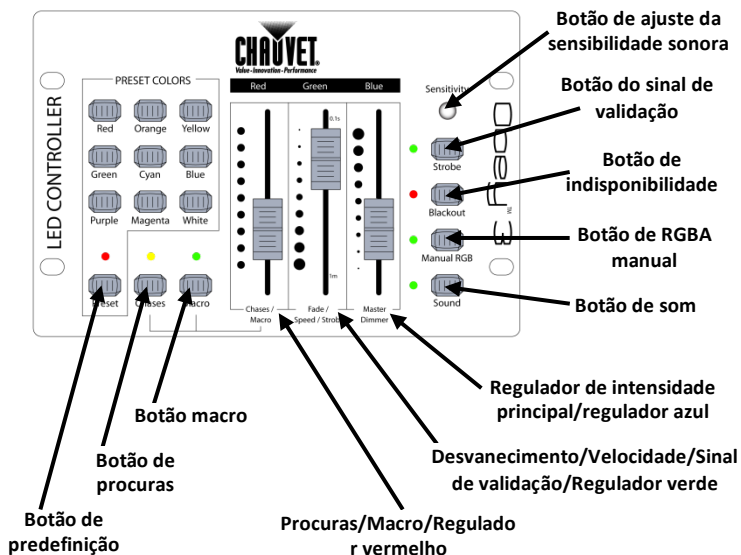 Botão de ajuste da
sensibilidade sonora
CHAUVET®
Value • Innovation • Performance
PRESET COLORS
Red
Green
Blue
Sensitivity
Botão do sinal de
validação
LED CONTROLLER
Red
Orange
Yellow
0,1s
Strobe
Green
Cyan
Blue
Botão de
indisponibilidade
Blackout
Purple
Magenta
White
Botão de RGBA
manual
Manual RGB
1m
Preset
Chases
Macro
Sound
Botão de som
Chases /
Macro
Fade /
Speed / Strobe
Master
Dimmer
Regulador de intensidade
principal/regulador azul
Botão macro
Desvanecimento/Velocidade/Sinal
de validação/Regulador verde
Botão de
procuras
Botão de
predefinição
Procuras/Macro/Regulado
r vermelho